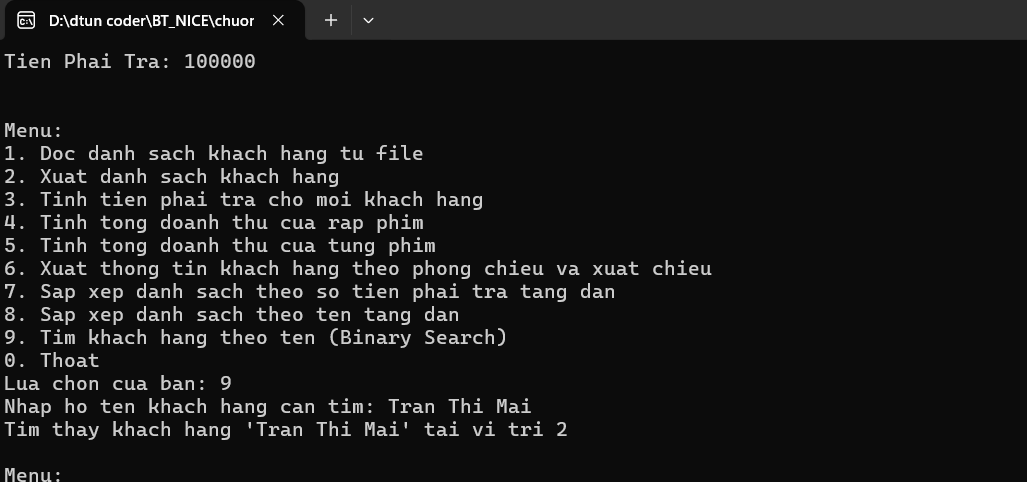 D:\dtun coder\BT_NICE\chuor
Tien Phai Tra: 100000
Menu:
1. Doc danh sach khach hang tu file
2. Xuat danh sach khach hang
3. Tinh tien phai tra cho moi khach hang
4. Tinh tong doanh thu cua rap phim
5. Tinh tong doanh thu cua tung phim
6. Xuat thong tin khach hang theo phong chieu va xuat chieu
7. Sap xep danh sach theo so tien phai tra tang dan
8. Sap xep danh sach theo ten tang dan
9. Tim khach hang theo ten (Binary Search)
0. Thoat
Lua chon cua ban: 9
Nhap ho ten khach hang can tim: Tran Thi Mai
Tim thay khach hang 'Tran Thi Mai' tai vi tri 2
Menu: